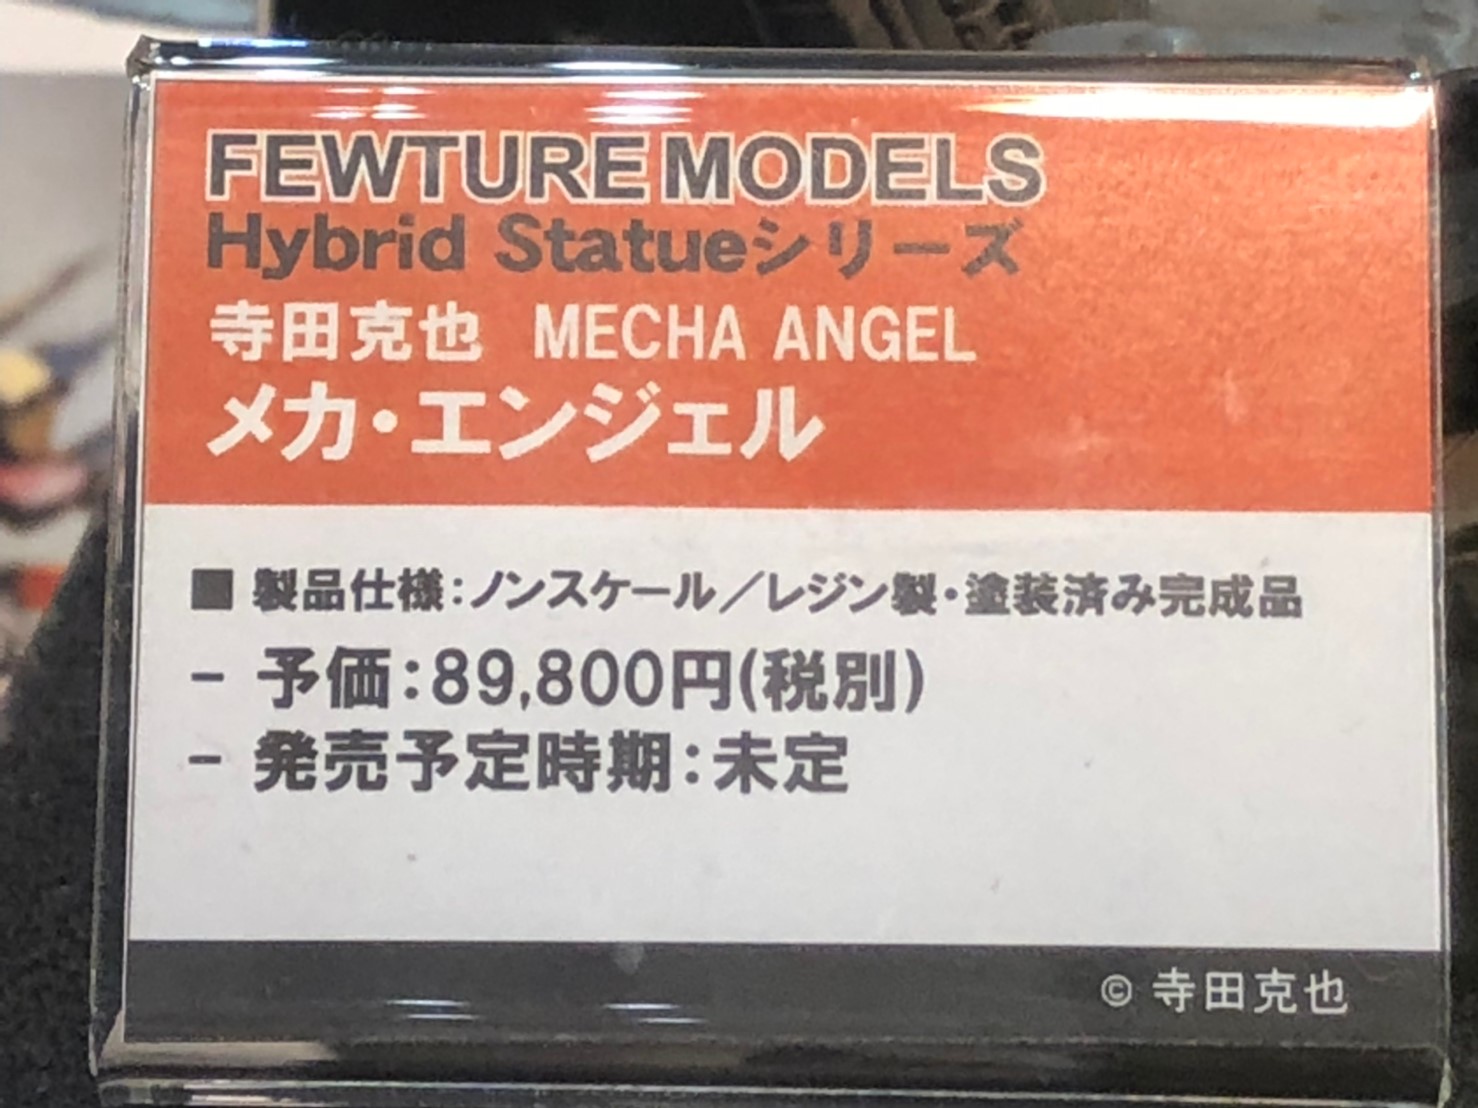 FEWTURE MODELS
Hybrid Statueシリーズ
寺田克也 MECHA ANGEL
メカ・エンジェル
■ 製品仕様：ノンスケール／レジン製・塗装済み完成品
- 予価：89,800円(税別)
- 発売予定時期：未定
© 寺田克也